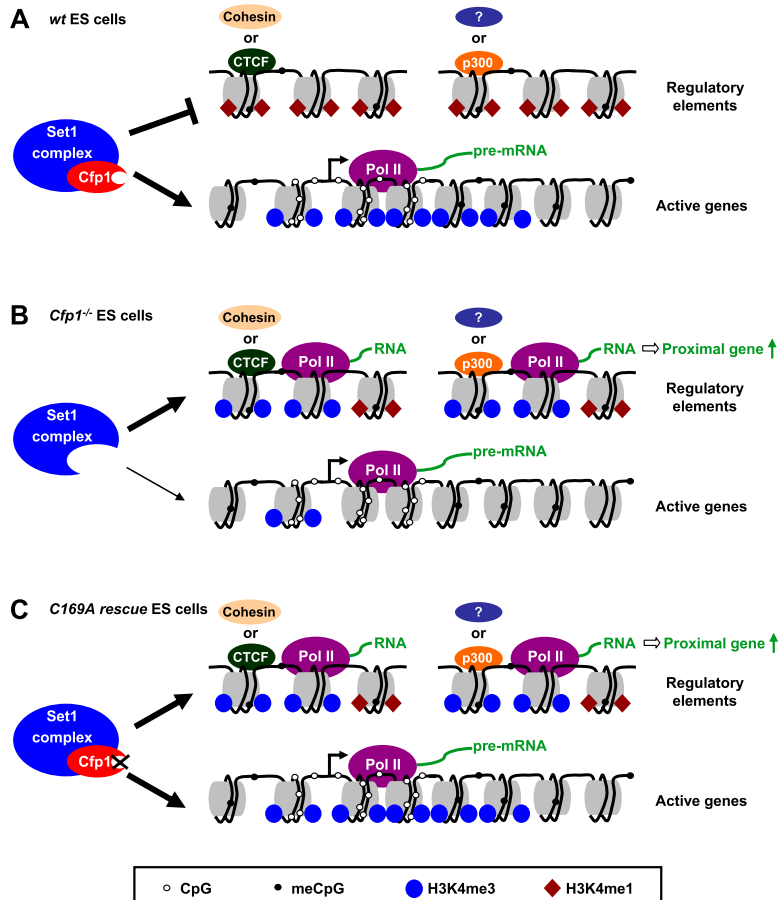 A wt ES cells
Cohesin
or
CTCF
?
or
p300
Regulatory
elements
Set1
complex
Cfp1
Pol II
pre-mRNA
Active genes
B Cfp1-/- ES cells
Cohesin
or
CTCF
Pol II
RNA
?
or
p300
Pol II
RNA ⇨ Proximal gene ↑
Regulatory
elements
Set1
complex
Pol II
pre-mRNA
Active genes
C C169A rescue ES cells
Cohesin
or
CTCF
Pol II
RNA
?
or
p300
Pol II
RNA ⇨ Proximal gene ↑
Regulatory
elements
Set1
complex
Cfp1
Pol II
pre-mRNA
Active genes
CpG meCpG H3K4me3 H3K4me1